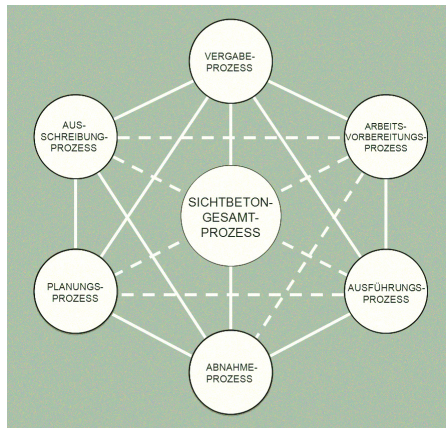 VERGABE-
PROZESS
AUS-
SCHREIBUNG-
PROZESS
ARBEITS-
VORBEREITUNGS-
PROZESS
SICHTBETON-
GESAMT-
PROZESS
PLANUNGS-
PROZESS
AUSFÜHRUNGS-
PROZESS
ABNAHME-
PROZESS